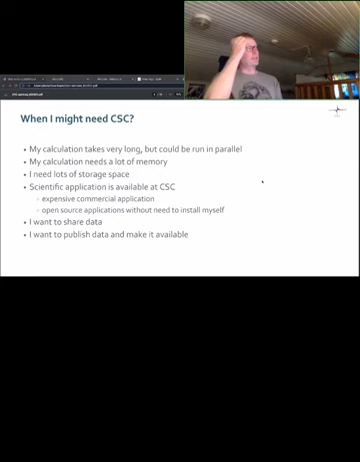 When I might need CSC?
My calculation takes very long, but could be run in parallel
My calculation needs a lot of memory
I need lots of storage space
Scientific application is available at CSC
expensive commercial application
open source applications without need to install myself
I want to share data
I want to publish data and make it available